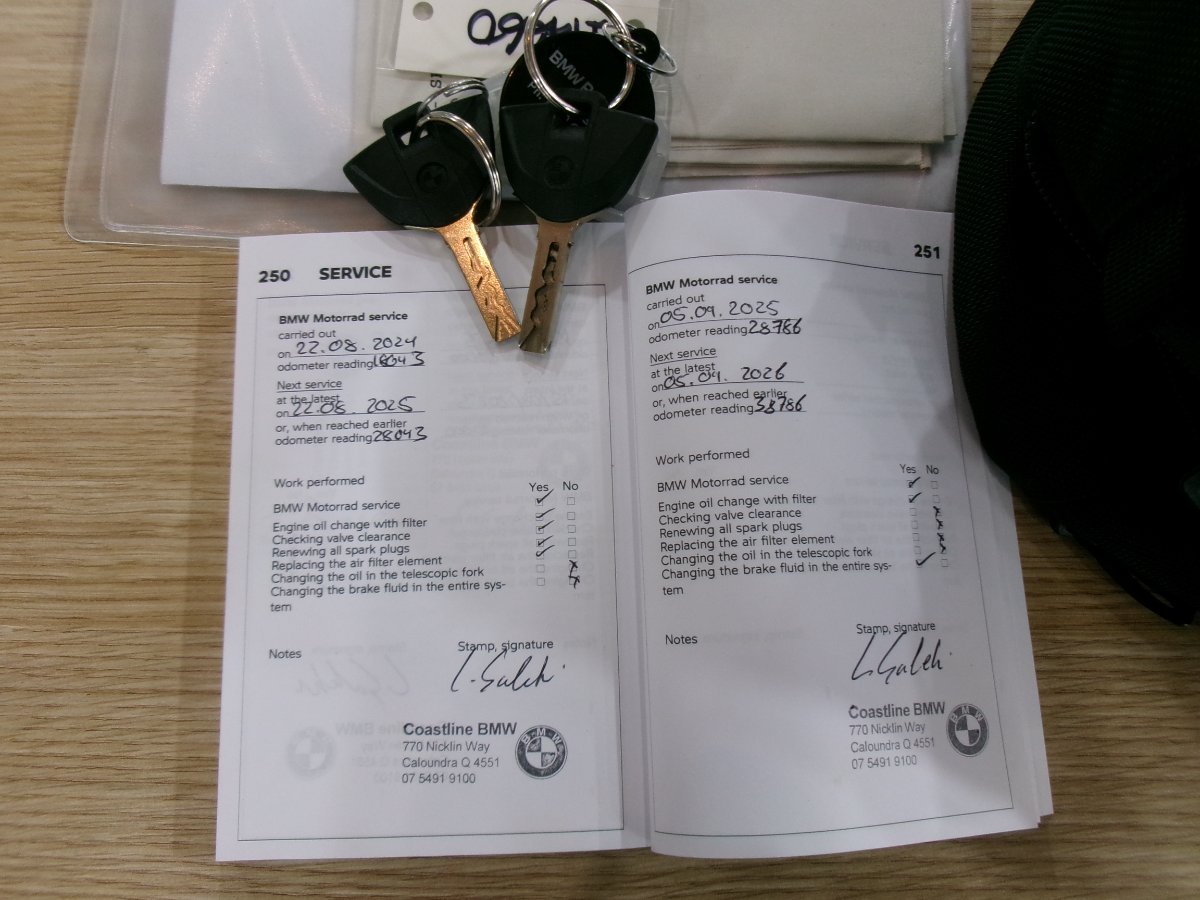 BMW
250 SERVICE
BMW Motorrad service
carried out
on 22.08.2024
odometer reading 18043
Next service
at the latest
on 22.08.2025
or, when reached earlier
odometer reading 28043
Work performed
Yes No
BMW Motorrad service
Engine oil change with filter
Checking valve clearance
Renewing all spark plugs
Replacing the air filter element
Changing the oil in the telescopic fork
Changing the brake fluid in the entire sys-
tem
Notes
Stamp, signature
L. Saleh
Coastline BMW
770 Nicklin Way
Caloundra Q 4551
07 5491 9100
BMW
251
BMW Motorrad service
carried out
on 05.09.2025
odometer reading 28786
Next service
at the latest
on 05.09.2026
or, when reached earlier
odometer reading 38786
Work performed
Yes No
BMW Motorrad service
Engine oil change with filter
Checking valve clearance
Renewing all spark plugs
Replacing the air filter element
Changing the oil in the telescopic fork
Changing the brake fluid in the entire sys-
tem
Notes
Stamp, signature
L. Saleh
Coastline BMW
770 Nicklin Way
Caloundra Q 4551
07 5491 9100
BMW